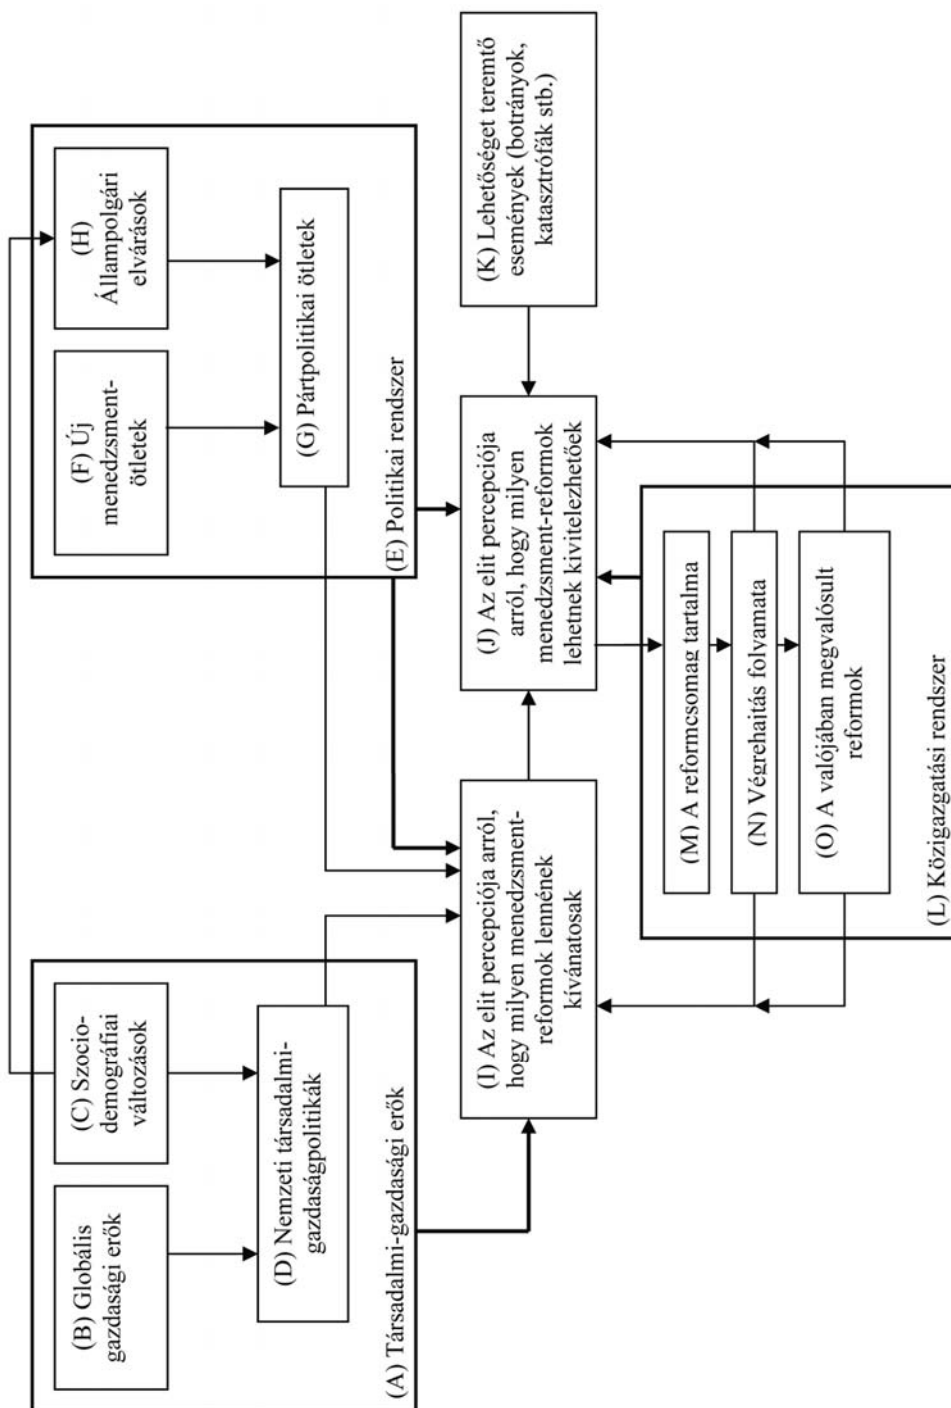 (B) Globális
gazdasági erők
(C) Szocio-
demográfiai
változások
(D) Nemzeti társadalmi-
gazdaságpolitikák
(A) Társadalmi-gazdasági erők
(F) Új
menedzsment-
ötletek
(H)
Állampolgári
elvárások
(G) Pártpolitikai ötletek
(E) Politikai rendszer
(I) Az elit percepciója arról,
hogy milyen menedzsment-
reformok lennének
kívánatosak
(J) Az elit percepciója
arról, hogy milyen
menedzsment-reformok
lehetnek kivitelezhetőek
(K) Lehetőséget teremtő
események (botrányok,
katasztrófák stb.)
(M) A reformcsomag tartalma
(N) Végrehajtás folyamata
(O) A valójában megvalósult
reformok
(L) Közigazgatási rendszer